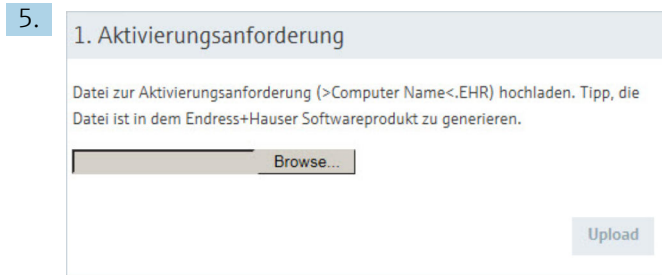 5.
1. Aktivierungsanforderung
Datei zur Aktivierungsanforderung (>Computer Name<.EHR) hochladen. Tipp, die
Datei ist in dem Endress+Hauser Softwareprodukt zu generieren.
Browse...
Upload